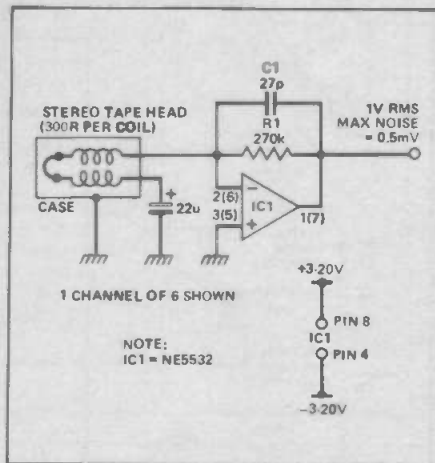 C1
27p
R1
270k
STEREO TAPE HEAD
(300R PER COIL)
1V RMS
MAX NOISE
= 0.5mV
CASE
+
22u
2(6)
−
IC1
3(5)
+
1(7)
1 CHANNEL OF 6 SHOWN
+3-20V
PIN 8
IC1
PIN 4
NOTE:
IC1 = NE5532
−3-20V